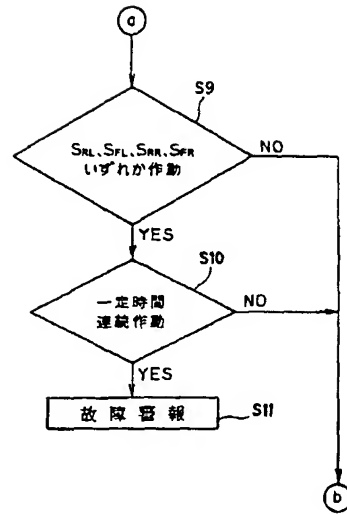 a
S9
SRL、SFL、SRR、SFR
いずれか作動
NO
YES
S10
一定時間
連続作動
NO
YES
故障警報
S11
b